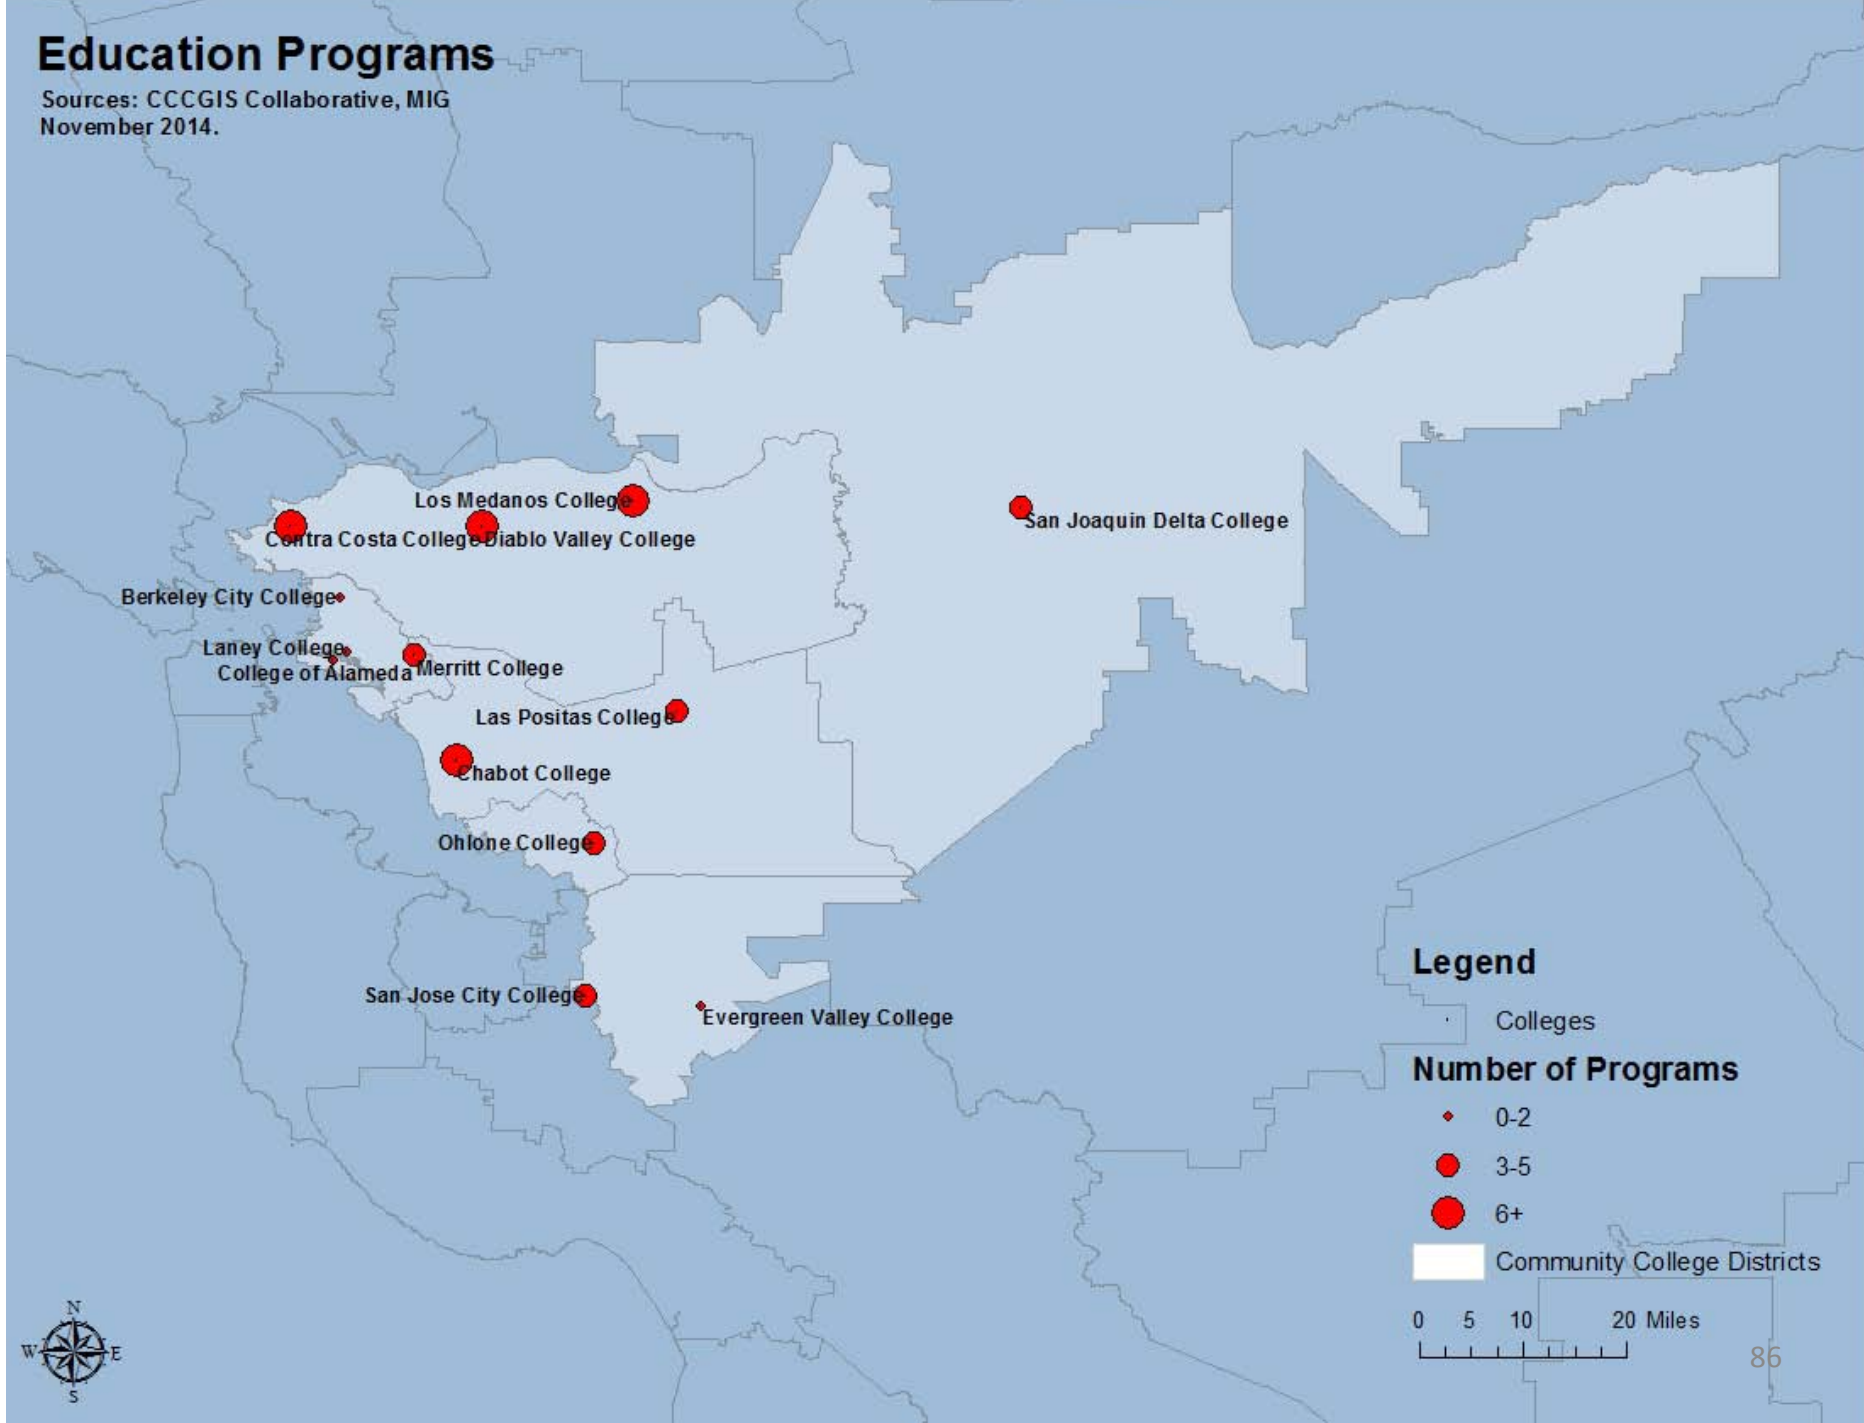 Education Programs
Sources: CCCGIS Collaborative, MIG
November 2014.
Los Medanos College
San Joaquin Delta College
Contra Costa College Diablo Valley College
Berkeley City College
Laney College
College of Alameda Merritt College
Las Positas College
Chabot College
Ohlone College
San Jose City College
Evergreen Valley College
Legend
Colleges
Number of Programs
0-2
3-5
6+
Community College Districts
0 5 10 20 Miles
86
N
W E
S